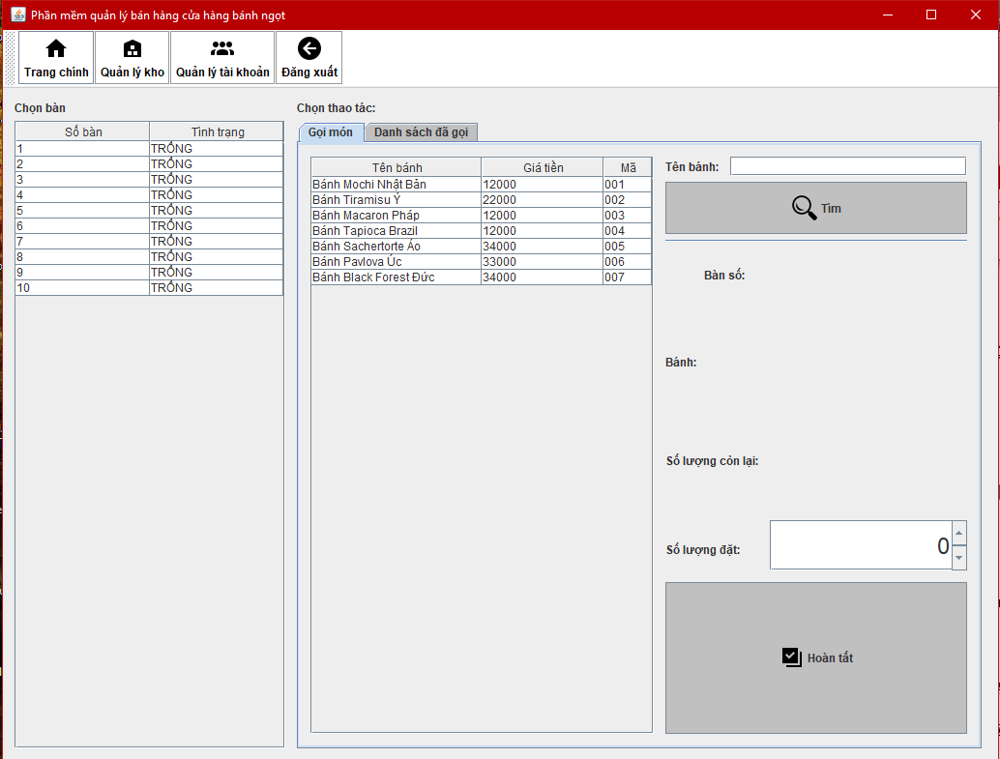 Phần mềm quản lý bán hàng cửa hàng bánh ngọt
Trang chính Quản lý kho Quản lý tài khoản Đăng xuất
Chọn bàn
Số bàn Tình trạng
1 TRỐNG
2 TRỐNG
3 TRỐNG
4 TRỐNG
5 TRỐNG
6 TRỐNG
7 TRỐNG
8 TRỐNG
9 TRỐNG
10 TRỐNG
Chọn thao tác:
Gọi món Danh sách đã gọi
Tên bánh Giá tiền Mã
Bánh Mochi Nhật Bản 12000 001
Bánh Tiramisu Ý 22000 002
Bánh Macaron Pháp 12000 003
Bánh Tapioca Brazil 12000 004
Bánh Sachertorte Áo 34000 005
Bánh Pavlova Úc 33000 006
Bánh Black Forest Đức 34000 007
Tên bánh:
Tìm
Bàn số:
Bánh:
Số lượng còn lại:
Số lượng đặt: 0
Hoàn tất